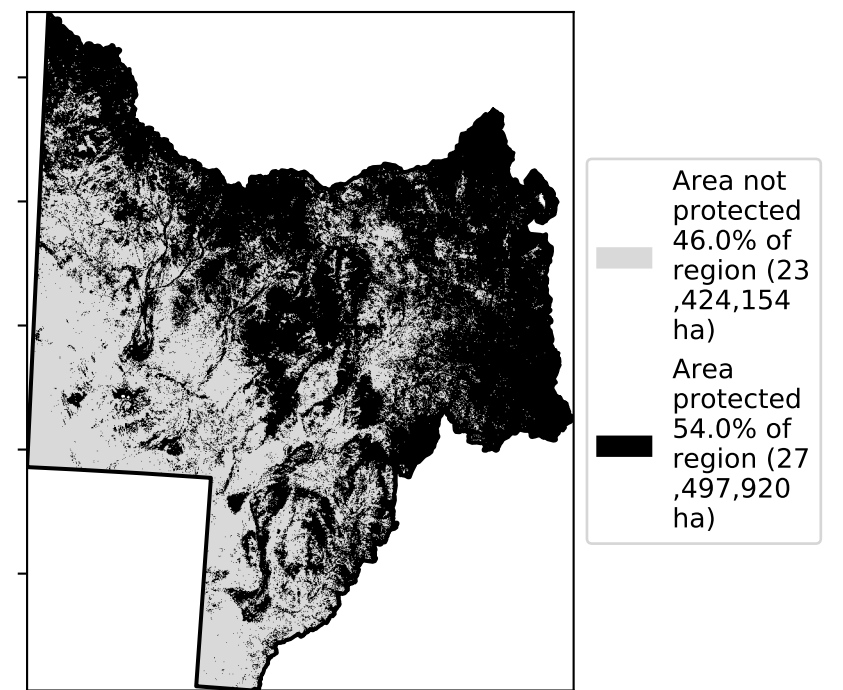 Area not
protected
46.0% of
region (23
,424,154
ha)
Area
protected
54.0% of
region (27
,497,920
ha)